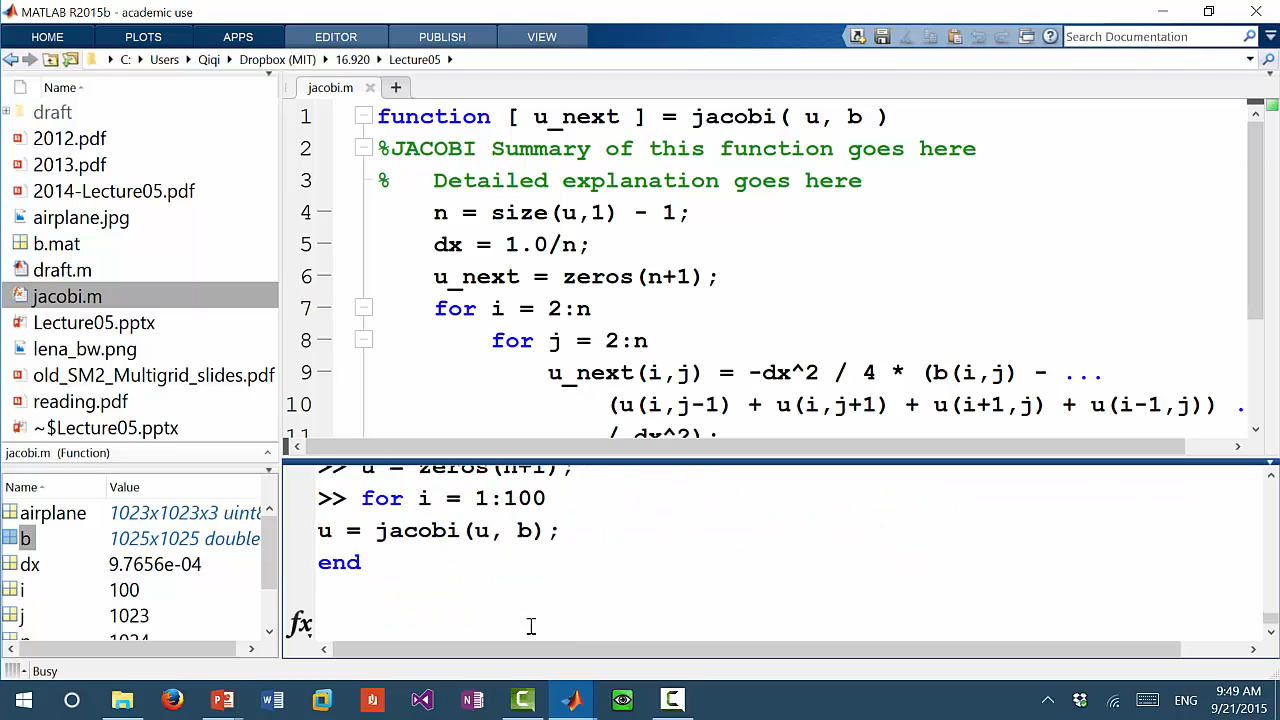 MATLAB R2015b - academic use
HOME PLOTS APPS EDITOR PUBLISH VIEW Search Documentation
C: Users Qiqi Dropbox (MIT) 16.920 Lecture05
Name
draft
2012.pdf
2013.pdf
2014-Lecture05.pdf
airplane.jpg
b.mat
draft.m
jacobi.m
Lecture05.pptx
lena_bw.png
old_SM2_Multigrid_slides.pdf
reading.pdf
~$Lecture05.pptx
jacobi.m (Function)
Name Value
airplane 1023x1023x3 uint8
b 1025x1025 double
dx 9.7656e-04
i 100
j 1023
n 1024
Busy
jacobi.m
1 function [ u_next ] = jacobi( u, b )
2 %JACOBI Summary of this function goes here
3 % Detailed explanation goes here
4 n = size(u,1) - 1;
5 dx = 1.0/n;
6 u_next = zeros(n+1);
7 for i = 2:n
8 for j = 2:n
9 u_next(i,j) = -dx^2 / 4 * (b(i,j) - ...
10 (u(i,j-1) + u(i,j+1) + u(i+1,j) + u(i-1,j)) .
11 / dx^2);
>> u = zeros(n+1);
>> for i = 1:100
u = jacobi(u, b);
end
fx
ENG
9:49 AM
9/21/2015